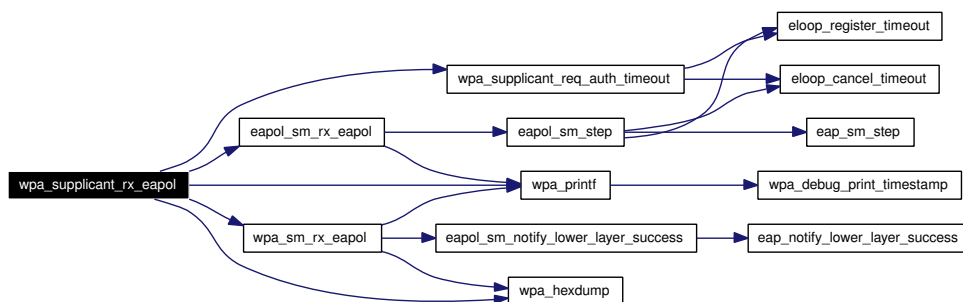 eloop_register_timeout
wpa_supplicant_req_auth_timeout
eloop_cancel_timeout
eapol_sm_rx_eapol
eapol_sm_step
eap_sm_step
wpa_supplicant_rx_eapol
wpa_printf
wpa_debug_print_timestamp
wpa_sm_rx_eapol
eapol_sm_notify_lower_layer_success
eap_notify_lower_layer_success
wpa_hexdump